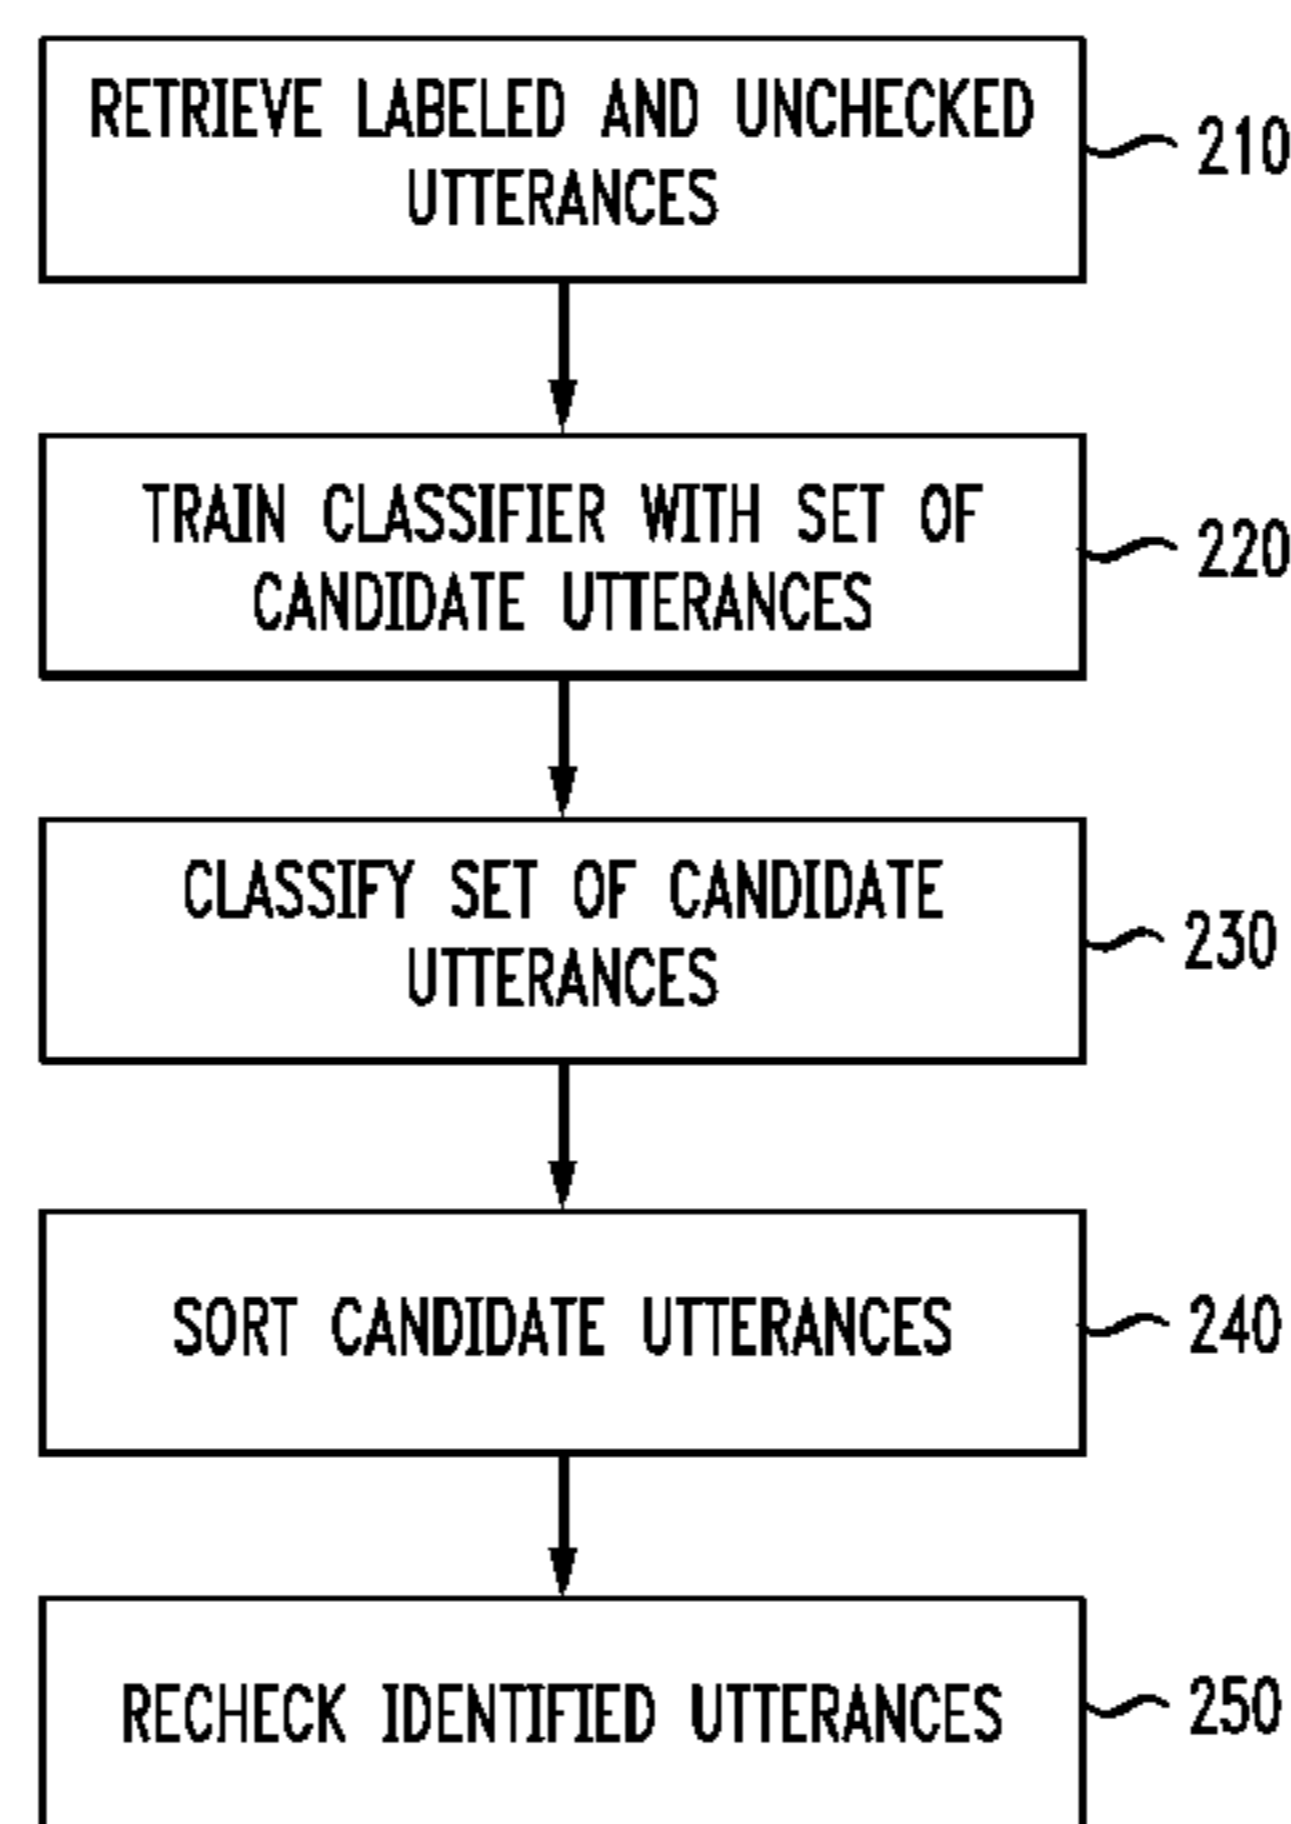 RETRIEVE LABELED AND UNCHECKED
UTTERANCES
210
TRAIN CLASSIFIER WITH SET OF
CANDIDATE UTTERANCES
220
CLASSIFY SET OF CANDIDATE
UTTERANCES
230
SORT CANDIDATE UTTERANCES
240
RECHECK IDENTIFIED UTTERANCES
250